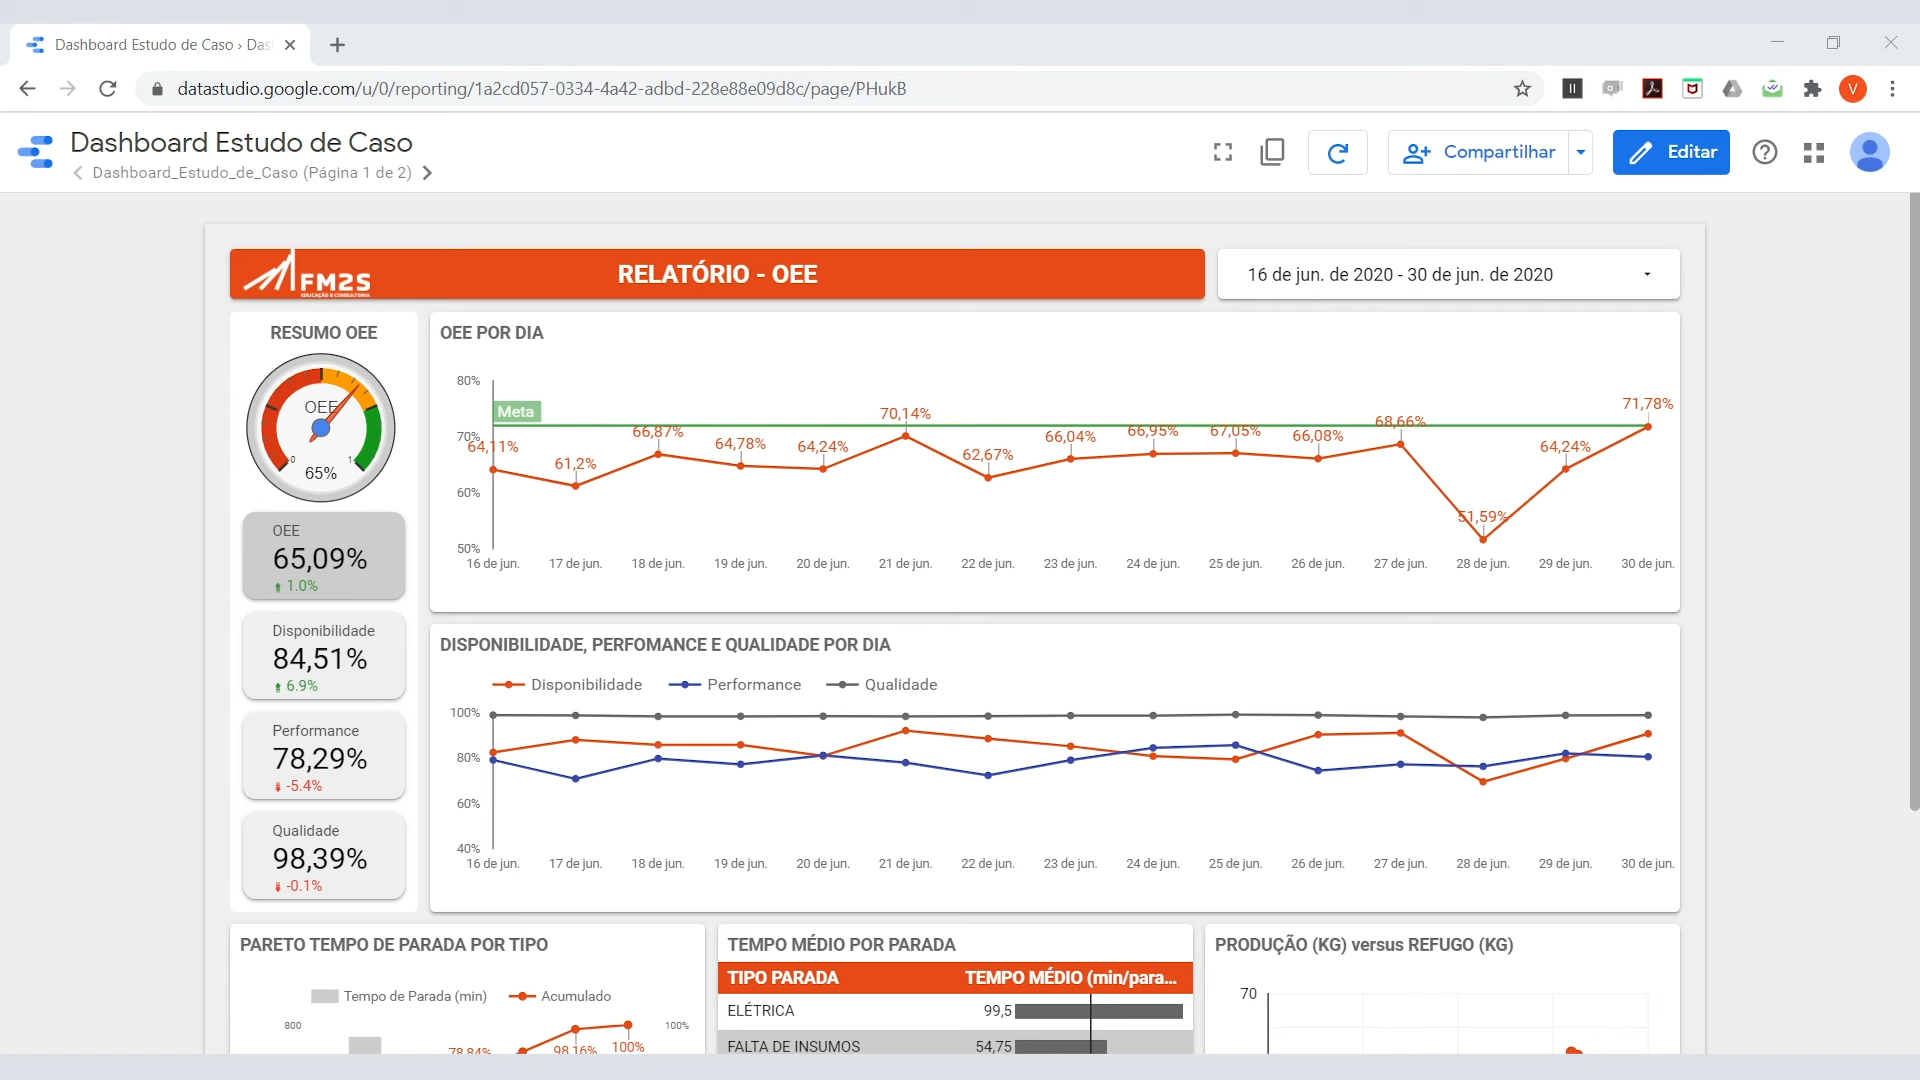 Dashboard Estudo de Caso › Das
datastudio.google.com/u/0/reporting/1a2cd057-0334-4a42-adbd-228e88e09d8c/page/PHukB
V
Dashboard Estudo de Caso
Dashboard_Estudo_de_Caso (Página 1 de 2)
Compartilhar
Editar
FM2S
EDUCAÇÃO & CONSULTORIA
RELATÓRIO - OEE
16 de jun. de 2020 - 30 de jun. de 2020
RESUMO OEE
OEE
0
1
65%
OEE
65,09%
1.0%
Disponibilidade
84,51%
6.9%
Performance
78,29%
-5.4%
Qualidade
98,39%
-0.1%
OEE POR DIA
80%
70%
60%
50%
Meta
64,11%
61,2%
66,87%
64,78%
64,24%
70,14%
62,67%
66,04%
66,95%
67,05%
66,08%
68,66%
51,59%
64,24%
71,78%
16 de jun. 17 de jun. 18 de jun. 19 de jun. 20 de jun. 21 de jun. 22 de jun. 23 de jun. 24 de jun. 25 de jun. 26 de jun. 27 de jun. 28 de jun. 29 de jun. 30 de jun.
DISPONIBILIDADE, PERFOMANCE E QUALIDADE POR DIA
Disponibilidade Performance Qualidade
100%
80%
60%
40%
16 de jun. 17 de jun. 18 de jun. 19 de jun. 20 de jun. 21 de jun. 22 de jun. 23 de jun. 24 de jun. 25 de jun. 26 de jun. 27 de jun. 28 de jun. 29 de jun. 30 de jun.
PARETO TEMPO DE PARADA POR TIPO
Tempo de Parada (min) Acumulado
800
100%
78,84%
98,16%
100%
TEMPO MÉDIO POR PARADA
TIPO PARADA TEMPO MÉDIO (min/para...
ELÉTRICA 99,5
FALTA DE INSUMOS 54,75
PRODUÇÃO (KG) versus REFUGO (KG)
70